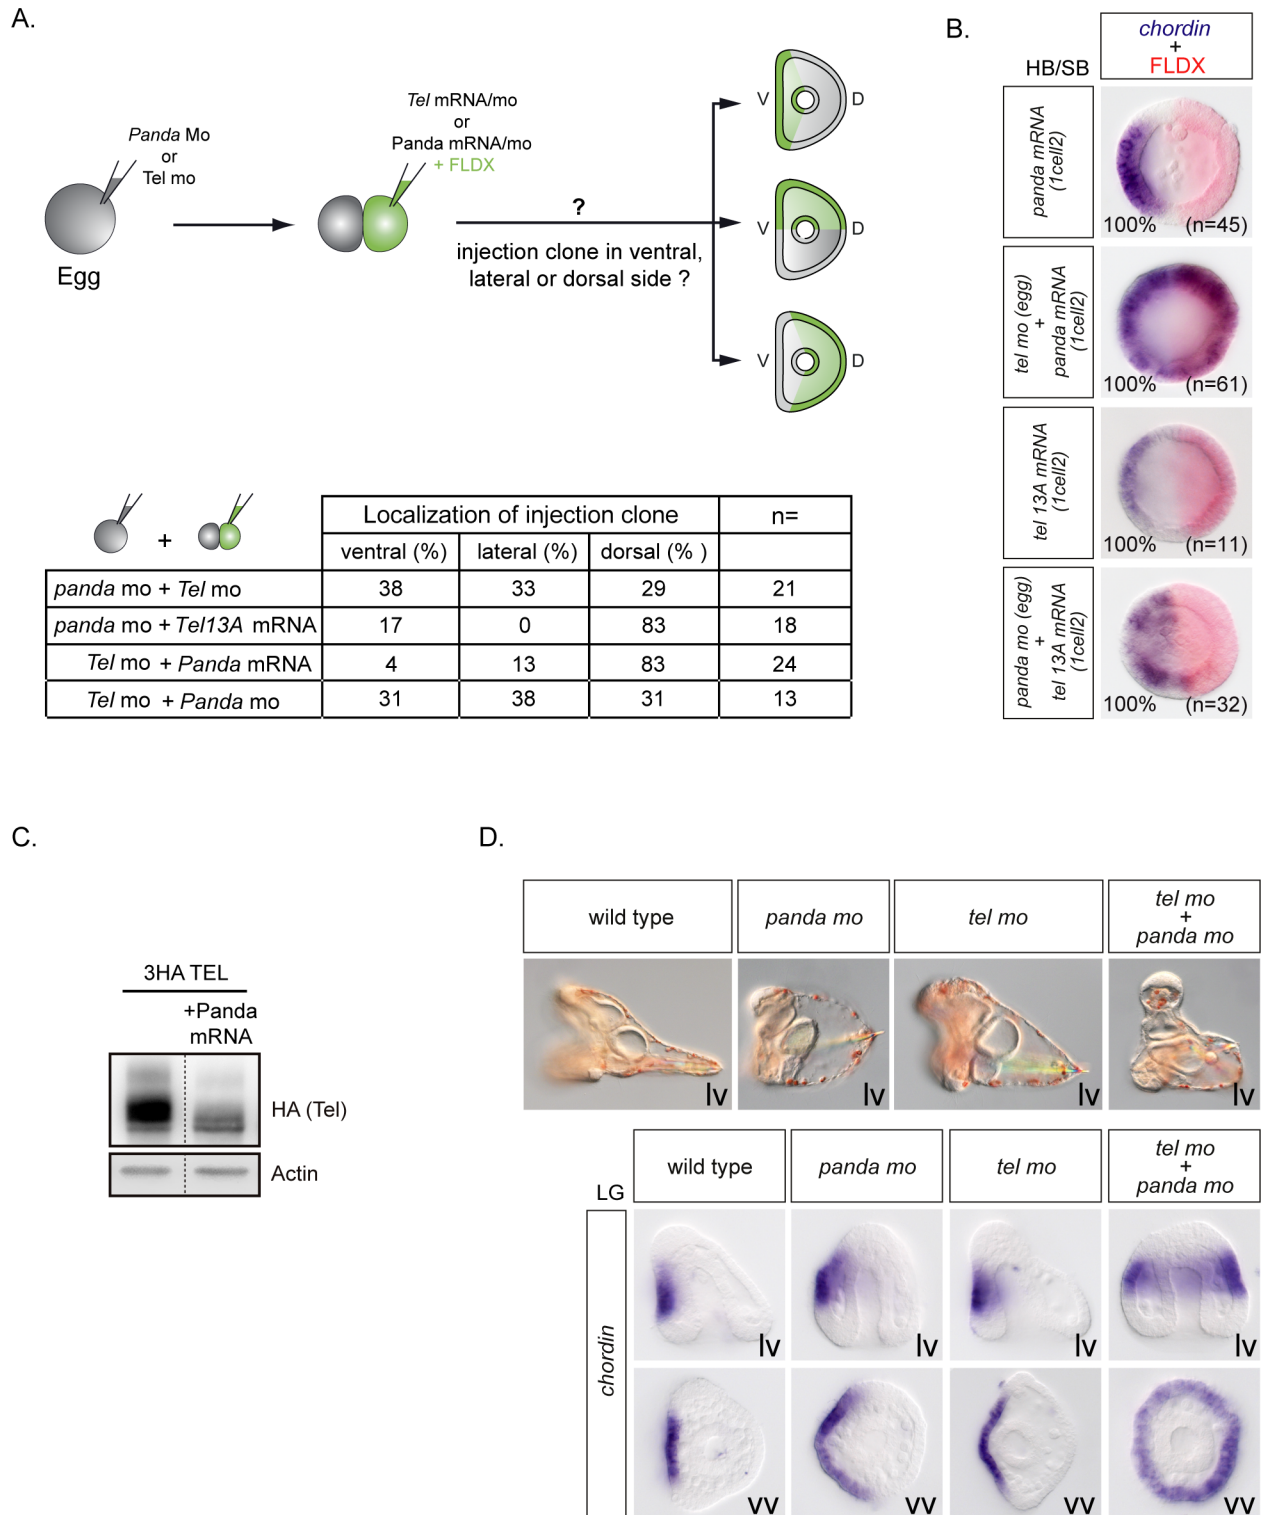 A.
Panda Mo
or
Tel mo
Egg
Tel mRNA/mo
or
Panda mRNA/mo
+ FLDX
?
injection clone in ventral,
lateral or dorsal side ?
V D
V D
V D
+
Localization of injection clone n=
ventral (%) lateral (%) dorsal (% )
panda mo + Tel mo 38 33 29 21
panda mo + Tel13A mRNA 17 0 83 18
Tel mo + Panda mRNA 4 13 83 24
Tel mo + Panda mo 31 38 31 13
B.
HB/SB
chordin
+
FLDX
panda mRNA
(1cell2)
100% (n=45)
tel mo (egg)
+
panda mRNA
(1cell2)
100% (n=61)
tel 13A mRNA
(1cell2)
100% (n=11)
panda mo (egg)
+
tel 13A mRNA
(1cell2)
100% (n=32)
C.
3HA TEL
+Panda
mRNA
HA (Tel)
Actin
D.
wild type
panda mo
tel mo
tel mo
+
panda mo
lv lv lv lv
LG
wild type
panda mo
tel mo
tel mo
+
panda mo
chordin
lv lv lv lv
vv vv vv vv